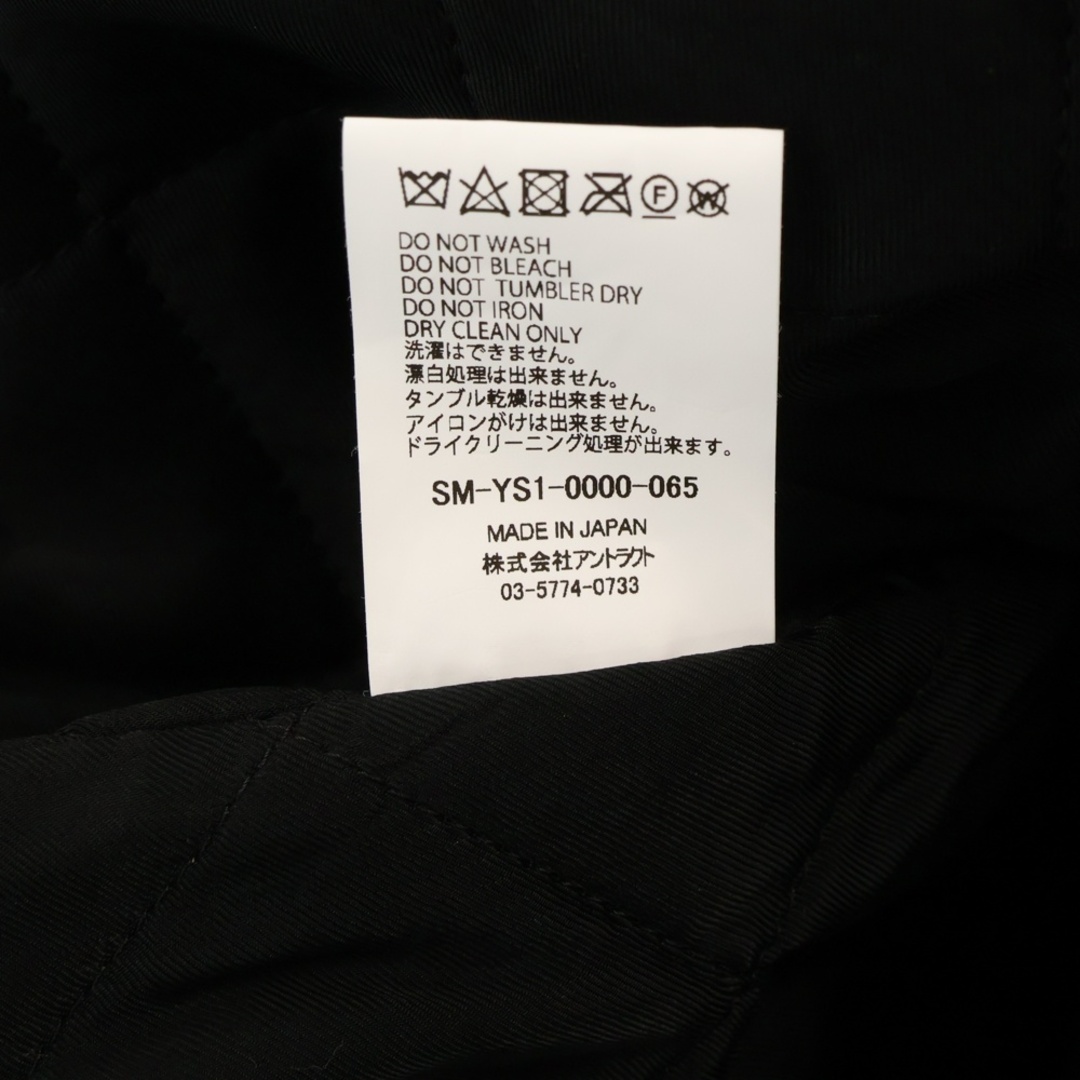 F W
DO NOT WASH
DO NOT BLEACH
DO NOT TUMBLER DRY
DO NOT IRON
DRY CLEAN ONLY
洗濯はできません。
漂白処理は出来ません。
タンブル乾燥は出来ません。
アイロンがけは出来ません。
ドライクリーニング処理が出来ます。
SM-YS1-0000-065
MADE IN JAPAN
株式会社アントラクト
03-5774-0733